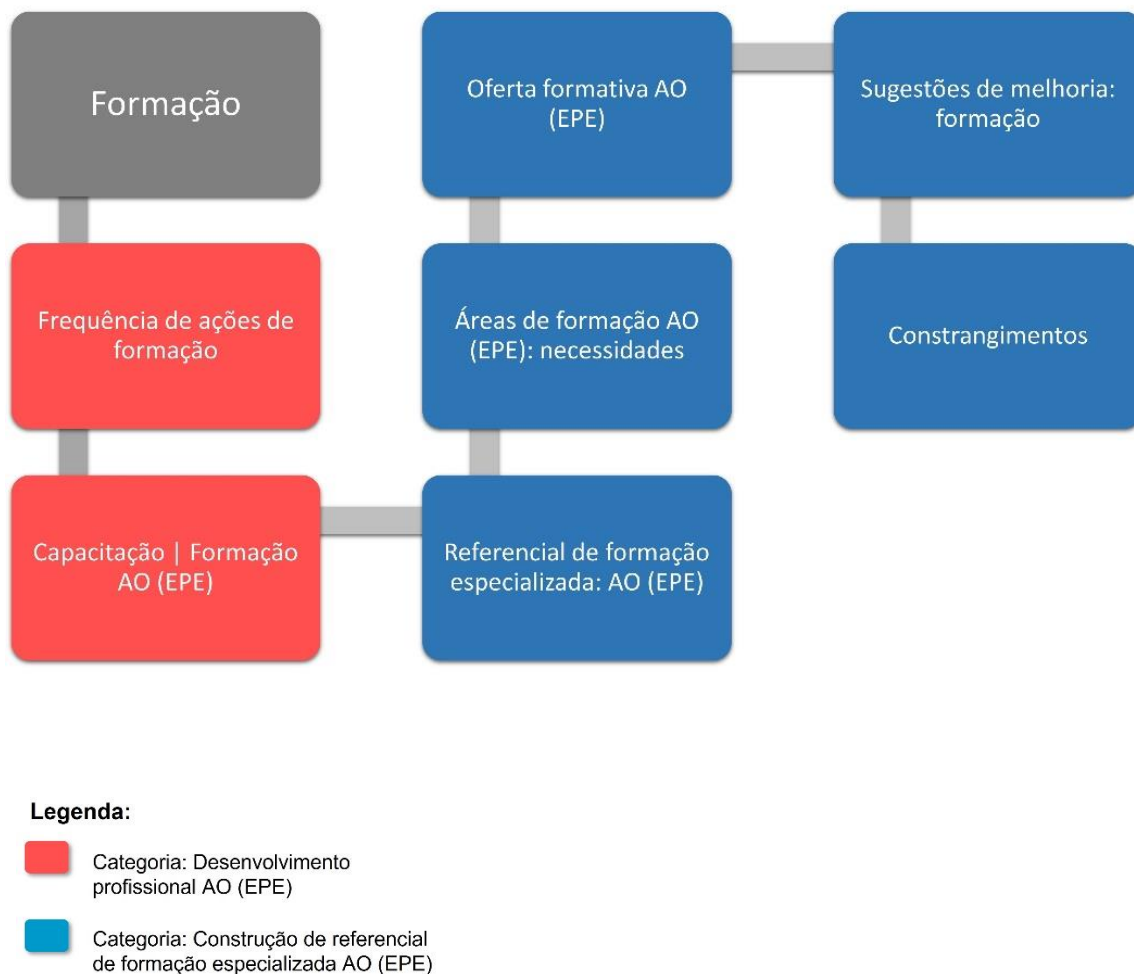 Formação
Frequência de ações de
formação
Capacitação | Formação
AO (EPE)
Referencial de formação
especializada: AO (EPE)
Áreas de formação AO
(EPE): necessidades
Oferta formativa AO
(EPE)
Sugestões de melhoria:
formação
Constrangimentos
Legenda:
Categoria: Desenvolvimento
profissional AO (EPE)
Categoria: Construção de referencial
de formação especializada AO (EPE)